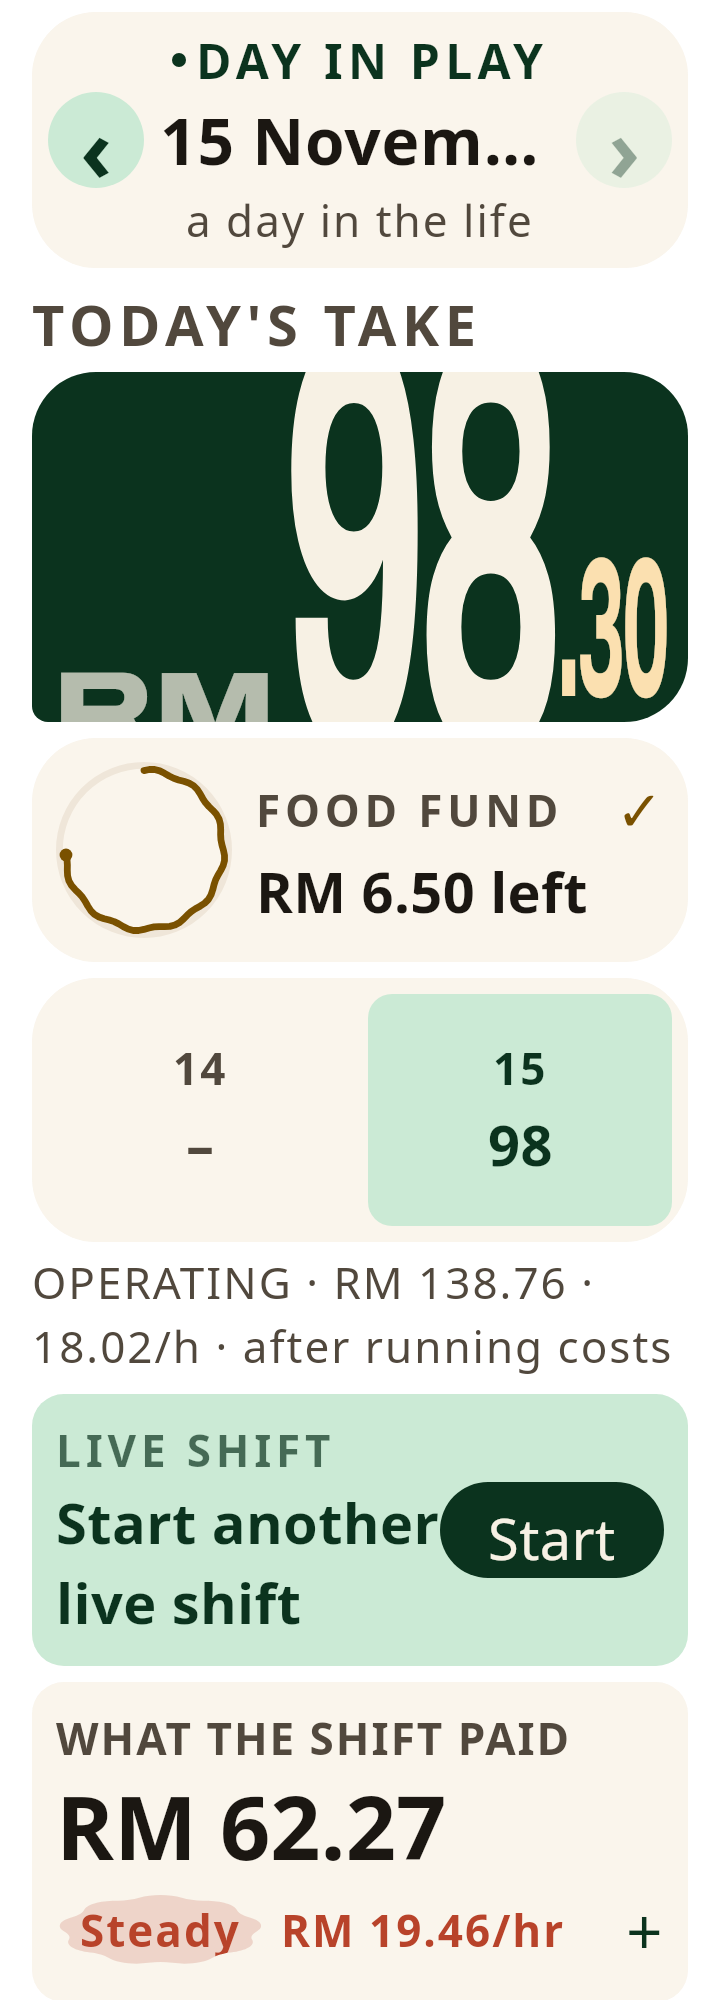 •DAY IN PLAY
‹ 15 Novem... ›
a day in the life
TODAY'S TAKE
RM 98.30
FOOD FUND ✓
RM 6.50 left
14 15
– 98
OPERATING · RM 138.76 ·
18.02/h · after running costs
LIVE SHIFT
Start another
live shift
Start
WHAT THE SHIFT PAID
RM 62.27
Steady RM 19.46/hr +